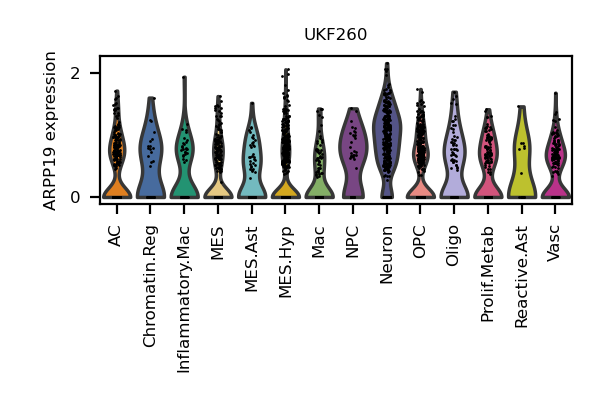 UKF260
ARPP19 expression
2
0
AC
Chromatin.Reg
Inflammatory.Mac
MES
MES.Ast
MES.Hyp
Mac
NPC
Neuron
OPC
Oligo
Prolif.Metab
Reactive.Ast
Vasc